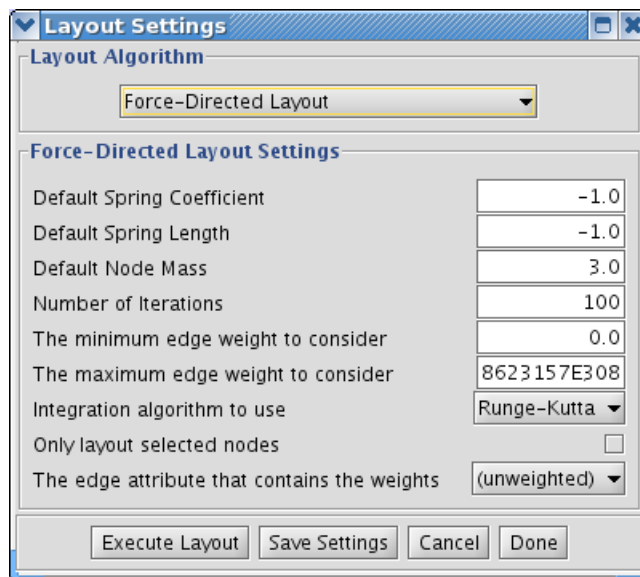 Layout Settings
Layout Algorithm
Force-Directed Layout
Force-Directed Layout Settings
Default Spring Coefficient -1.0
Default Spring Length -1.0
Default Node Mass 3.0
Number of Iterations 100
The minimum edge weight to consider 0.0
The maximum edge weight to consider 8623157E308
Integration algorithm to use Runge-Kutta
Only layout selected nodes
The edge attribute that contains the weights (unweighted)
Execute Layout Save Settings Cancel Done